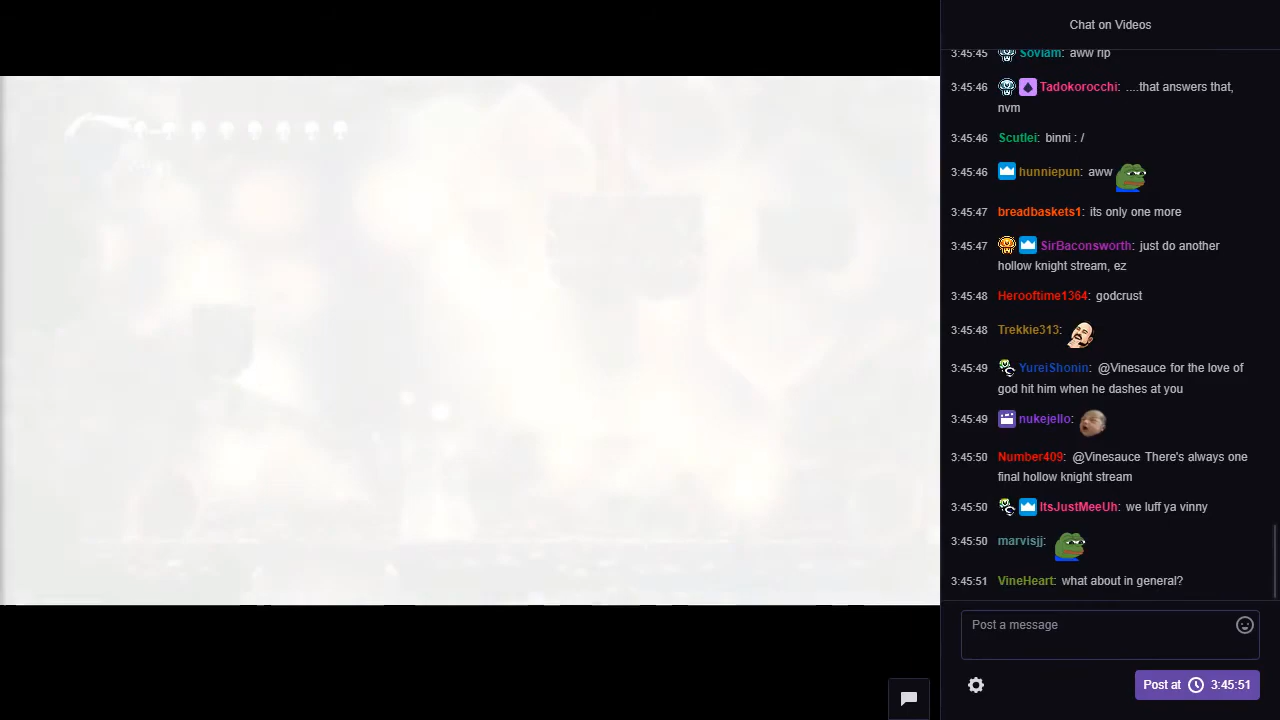 Chat on Videos
3:45:45 Soviam: aww rip
3:45:46 Tadokorocchi: ....that answers that,
nvm
3:45:46 Scutlei: binni : /
3:45:46 hunniepun: aww
3:45:47 breadbaskets1: its only one more
3:45:47 SirBaconsworth: just do another
hollow knight stream, ez
3:45:48 Herooftime1364: godcrust
3:45:48 Trekkie313:
3:45:49 YureiShonin: @Vinesauce for the love of
god hit him when he dashes at you
3:45:49 nukejello:
3:45:50 Number409: @Vinesauce There's always one
final hollow knight stream
3:45:50 ItsJustMeeUh: we luff ya vinny
3:45:50 marvisjj:
3:45:51 VineHeart: what about in general?
Post a message
Post at 3:45:51